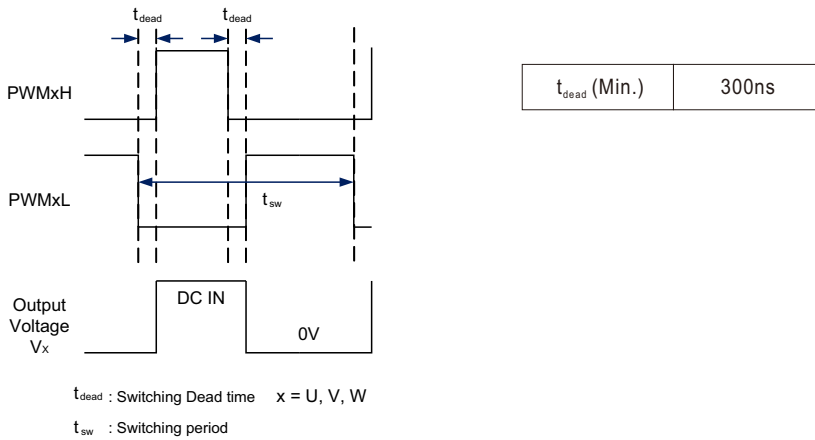 tdead tdead
PWMxH
tdead (Min.) 300ns
PWMxL
tsw
Output
Voltage
Vx
DC IN
0V
tdead : Switching Dead time x = U, V, W
tsw : Switching period